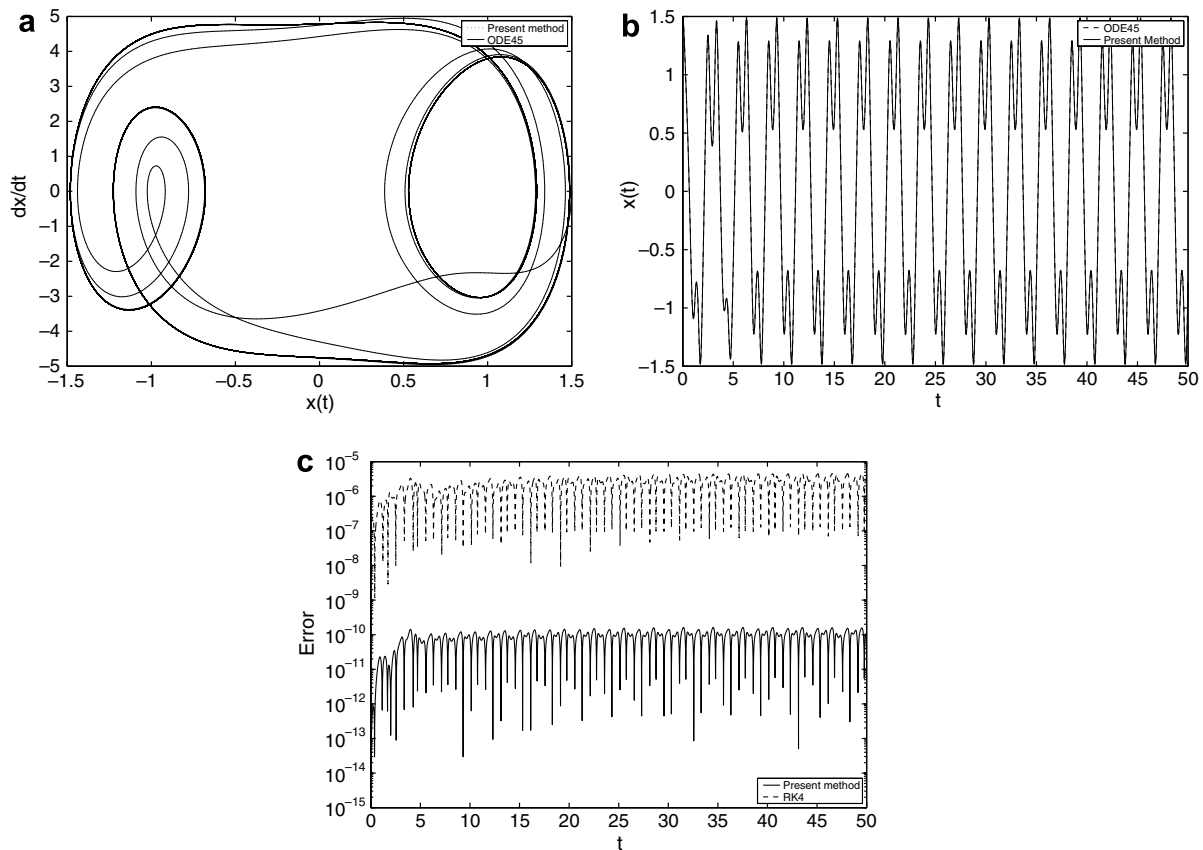 a
5
4
3
2
1
0
−1
−2
−3
−4
−5
dx/dt
−1.5 −1 −0.5 0 0.5 1 1.5
x(t)
Present method
ODE45
b
1.5
1
0.5
0
−0.5
−1
−1.5
x(t)
0 5 10 15 20 25 30 35 40 45 50
t
ODE45
Present Method
c
10⁻⁵
10⁻⁶
10⁻⁷
10⁻⁸
10⁻⁹
10⁻¹⁰
10⁻¹¹
10⁻¹²
10⁻¹³
10⁻¹⁴
10⁻¹⁵
Error
0 5 10 15 20 25 30 35 40 45 50
t
Present method
RK4